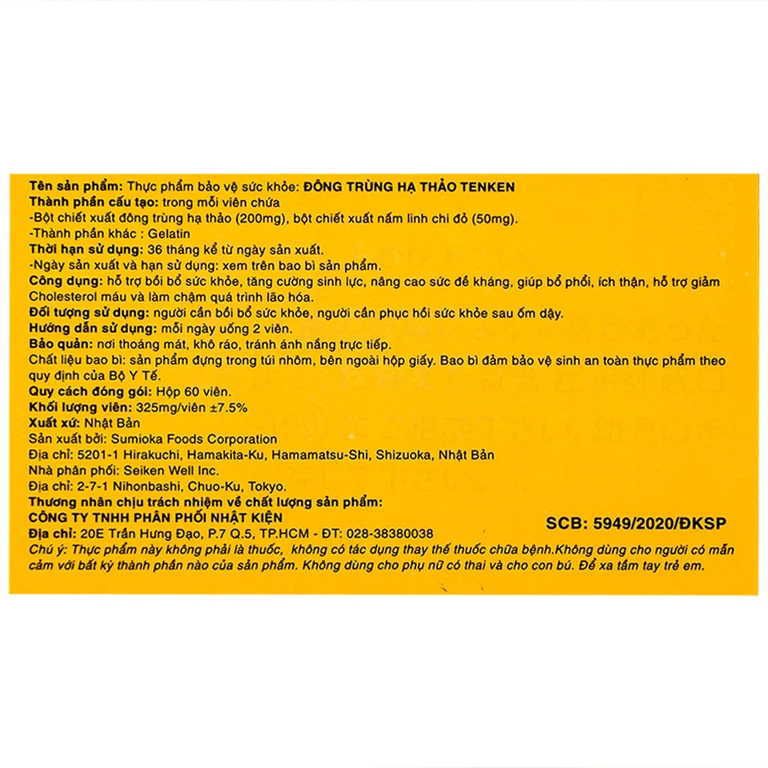 Tên sản phẩm: Thực phẩm bảo vệ sức khỏe: ĐÔNG TRÙNG HẠ THẢO TENKEN
Thành phần cấu tạo: trong mỗi viên chứa
-Bột chiết xuất đông trùng hạ thảo (200mg), bột chiết xuất nấm linh chi đỏ (50mg).
-Thành phần khác : Gelatin
Thời hạn sử dụng: 36 tháng kể từ ngày sản xuất.
-Ngày sản xuất và hạn sử dụng: xem trên bao bì sản phẩm.
Công dụng: hỗ trợ bồi bổ sức khỏe, tăng cường sinh lực, nâng cao sức đề kháng, giúp bổ phổi, ích thận, hỗ trợ giảm
Cholesterol máu và làm chậm quá trình lão hóa.
Đối tượng sử dụng: người cần bồi bổ sức khỏe, người cần phục hồi sức khỏe sau ốm dậy.
Hướng dẫn sử dụng: mỗi ngày uống 2 viên.
Bảo quản: nơi thoáng mát, khô ráo, tránh ánh nắng trực tiếp.
Chất liệu bao bì: sản phẩm đựng trong túi nhôm, bên ngoài hộp giấy. Bao bì đảm bảo vệ sinh an toàn thực phẩm theo
quy định của Bộ Y Tế.
Quy cách đóng gói: Hộp 60 viên.
Khối lượng viên: 325mg/viên ±7.5%
Xuất xứ: Nhật Bản
Sản xuất bởi: Sumioka Foods Corporation
Địa chỉ: 5201-1 Hirakuchi, Hamakita-Ku, Hamamatsu-Shi, Shizuoka, Nhật Bản
Nhà phân phối: Seiken Well Inc.
Địa chỉ: 2-7-1 Nihonbashi, Chuo-Ku, Tokyo.
Thương nhân chịu trách nhiệm về chất lượng sản phẩm:
CÔNG TY TNHH PHÂN PHỐI NHẬT KIỆN
SCB: 5949/2020/ĐKSP
Địa chỉ: 20E Trần Hưng Đạo, P.7 Q.5, TP.HCM - ĐT: 028-38380038
Chú ý: Thực phẩm này không phải là thuốc, không có tác dụng thay thế thuốc chữa bệnh.Không dùng cho người có mẫn
cảm với bất kỳ thành phần nào của sản phẩm. Không dùng cho phụ nữ có thai và cho con bú. Để xa tầm tay trẻ em.